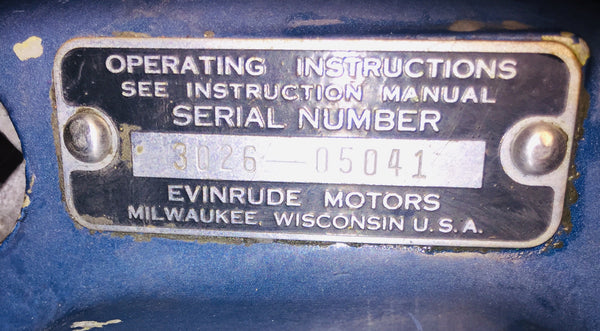 OPERATING INSTRUCTIONS
SEE INSTRUCTION MANUAL
SERIAL NUMBER
3026-05041
EVINRUDE MOTORS
MILWAUKEE, WISCONSIN U.S.A.